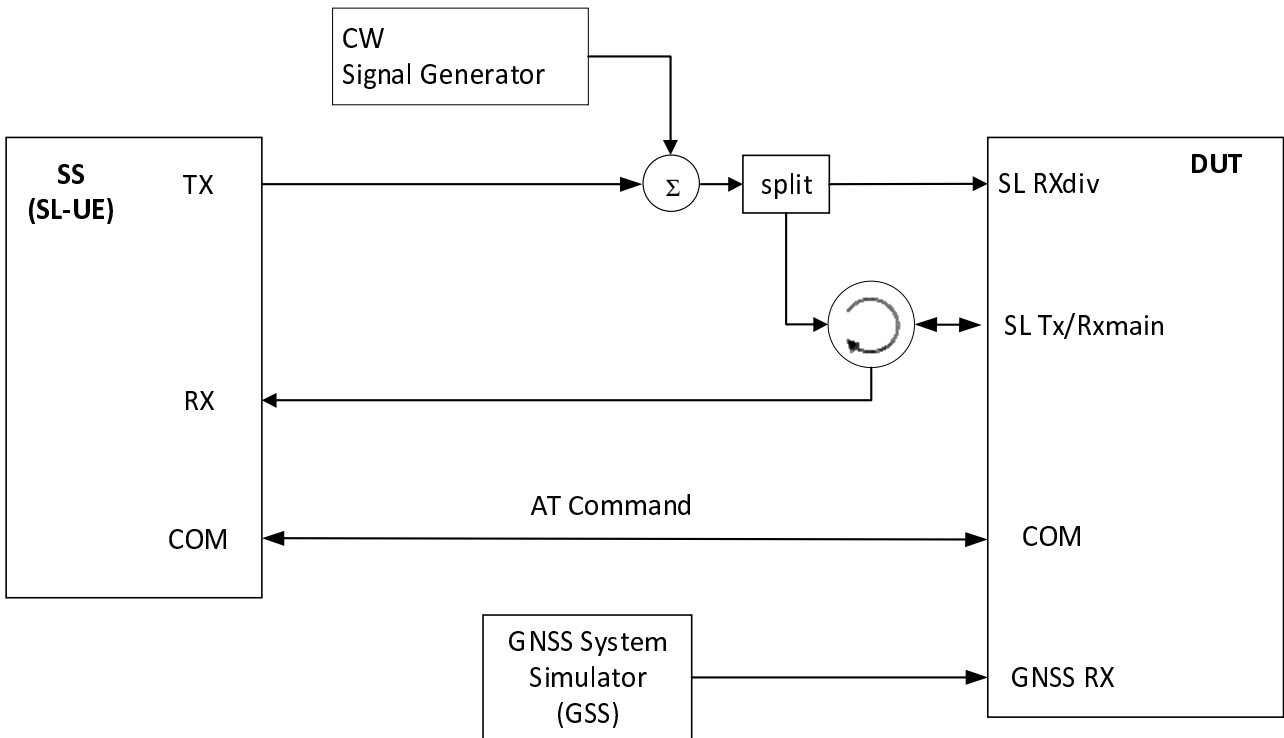 CW
Signal Generator
SS
(SL-UE)
TX
Σ
split
SL RXdiv
DUT
SL Tx/Rxmain
RX
AT Command
COM
COM
GNSS System
Simulator
(GSS)
GNSS RX